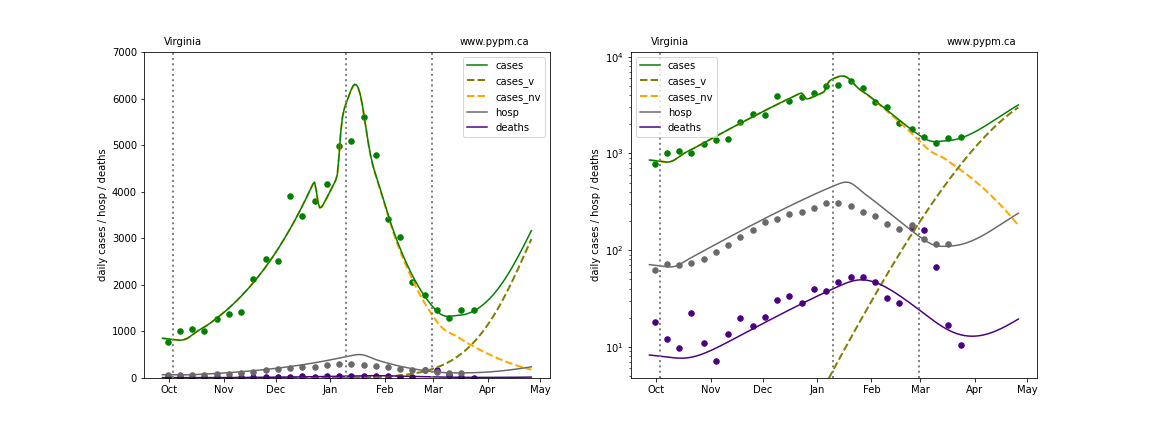 Virginia
www.pypm.ca
7000
6000
5000
4000
3000
2000
1000
0
daily cases / hosp / deaths
cases
cases_v
cases_nv
hosp
deaths
Oct
Nov
Dec
Jan
Feb
Mar
Apr
May
Virginia
www.pypm.ca
10⁴
10³
10²
10¹
daily cases / hosp / deaths
cases
cases_v
cases_nv
hosp
deaths
Oct
Nov
Dec
Jan
Feb
Mar
Apr
May